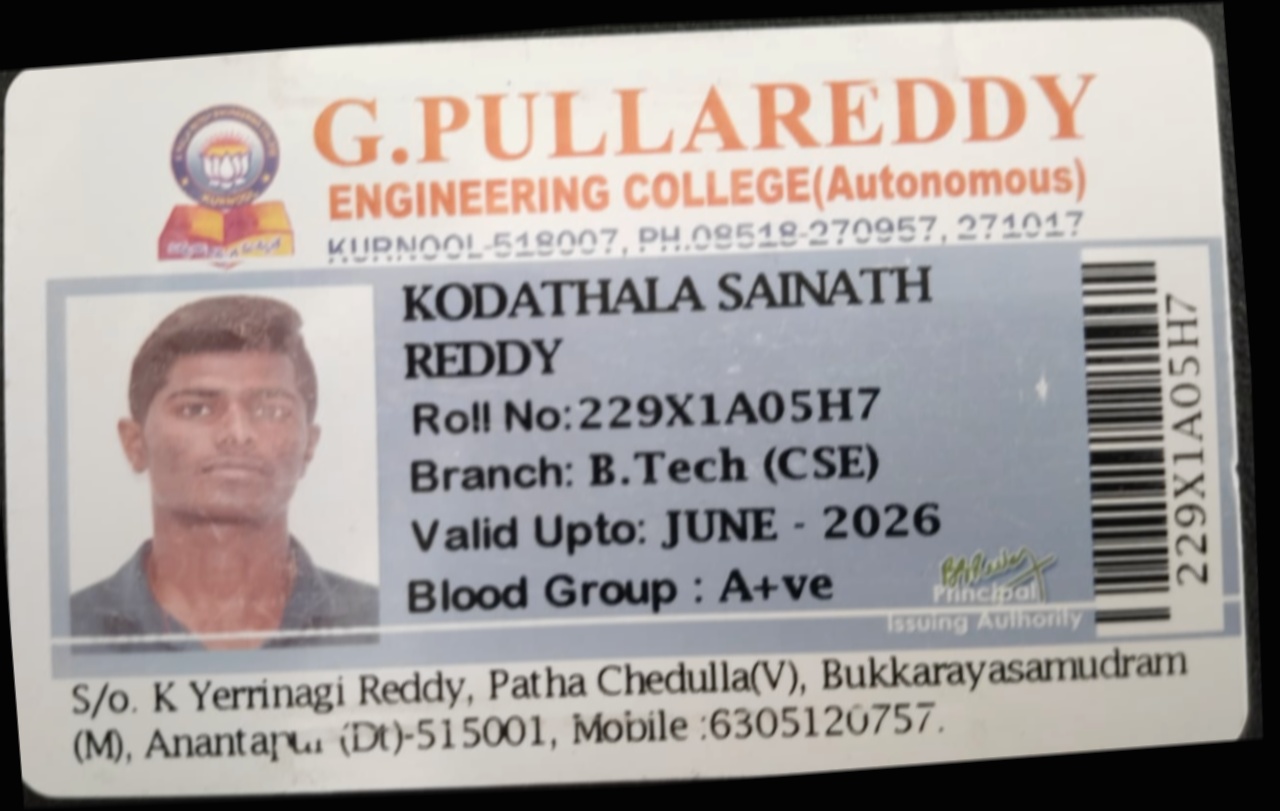 G.PULLAREDDY
ENGINEERING COLLEGE(Autonomous)
KURNOOL-518007, PH.08518-270957, 271017
KODATHALA SAINATH
REDDY
Roll No:229X1A05H7
Branch: B.Tech (CSE)
Valid Upto: JUNE - 2026
Blood Group : A+ve
Principal
Issuing Authority
229X1A05H7
S/o. K Yerrinagi Reddy, Patha Chedulla(V), Bukkarayasamudram
(M), Anantapur (Dt)-515001, Mobile :6305120757.